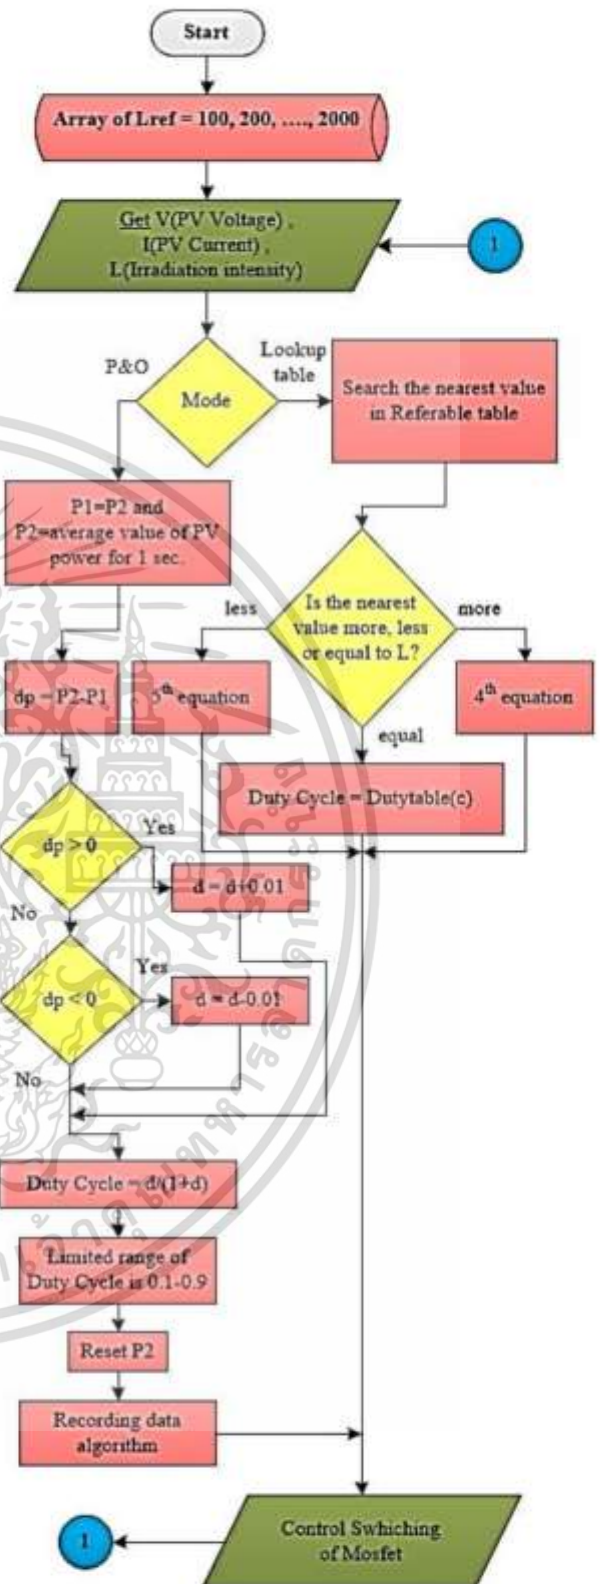 Start
Array of Lref = 100, 200, ...., 2000
Get V(PV Voltage) ,
I(PV Current) ,
L(Irradiation intensity)
1
P&O
Mode
Lookup
table
Search the nearest value
in Referable table
P1=P2 and
P2=average value of PV
power for 1 sec.
less
Is the nearest
value more, less
or equal to L?
more
dp = P2-P1
5th equation
4th equation
equal
Duty Cycle = Dutytable(c)
dp > 0
Yes
d = d+0.01
No
dp < 0
Yes
d = d-0.01
No
Duty Cycle = d/(1+d)
Limited range of
Duty Cycle is 0.1-0.9
Reset P2
Recording data
algorithm
Control Swhiching
of Mosfet
1